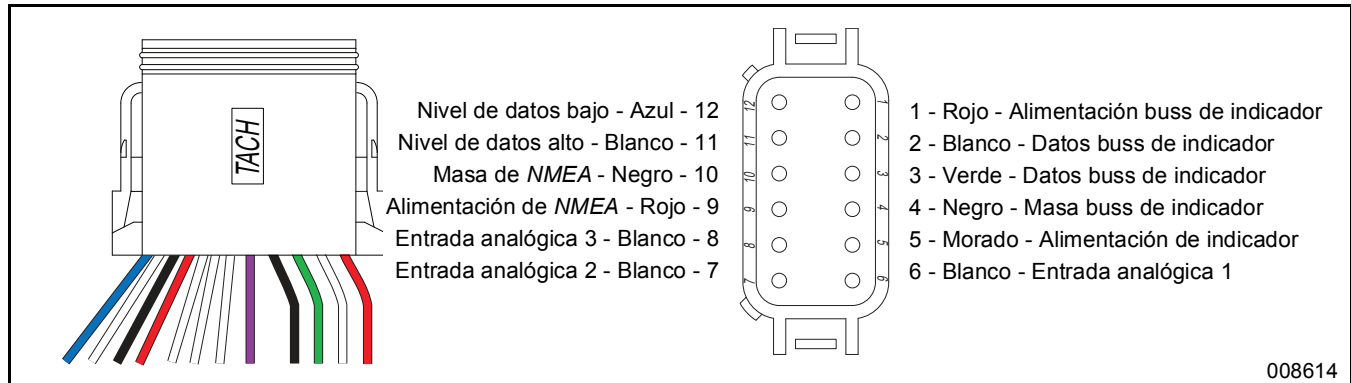 TACH
Nivel de datos bajo - Azul - 12
Nivel de datos alto - Blanco - 11
Masa de NMEA - Negro - 10
Alimentación de NMEA - Rojo - 9
Entrada analógica 3 - Blanco - 8
Entrada analógica 2 - Blanco - 7
12
11
10
9
8
7
1
2
3
4
5
6
1 - Rojo - Alimentación buss de indicador
2 - Blanco - Datos buss de indicador
3 - Verde - Datos buss de indicador
4 - Negro - Masa buss de indicador
5 - Morado - Alimentación de indicador
6 - Blanco - Entrada analógica 1
008614